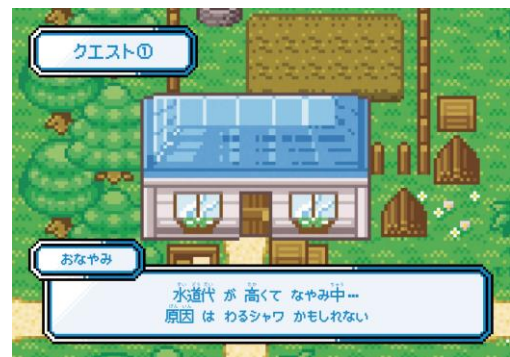 クエスト①
おなやみ
水道代 が 高くて なやみ中…
原因 は わるシャワ かもしれない